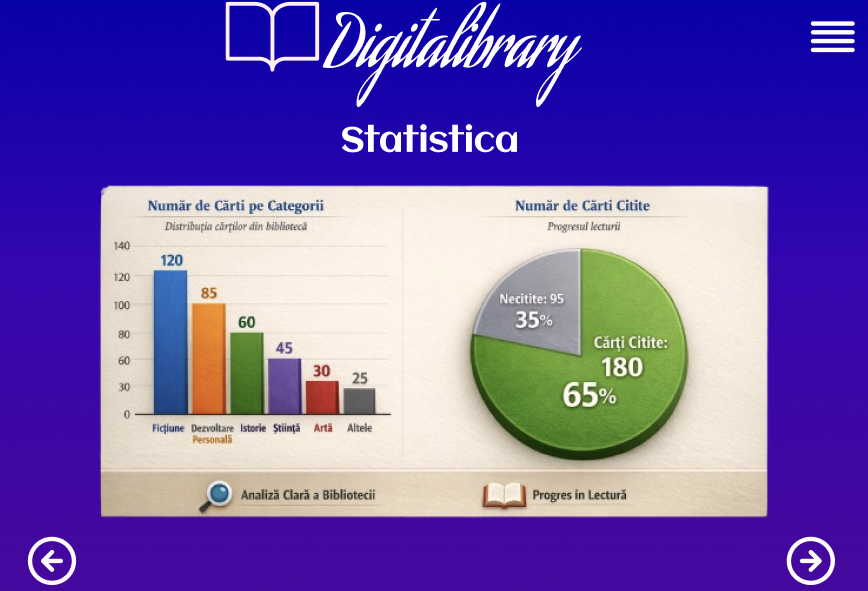 Digitalibrary
Statistica
Număr de Cărti pe Categorii
Distribuția cărților din bibliotecă
140
120
100
80
60
30
0
120
85
60
45
30
25
Ficțiune
Dezvoltare
Personală
Istorie
Știință
Artă
Altele
Număr de Cărti Citite
Progresul lecturii
Necitite: 95
35%
Cărți Citite:
180
65%
Analiză Clară a Bibliotecii
Progres în Lectură